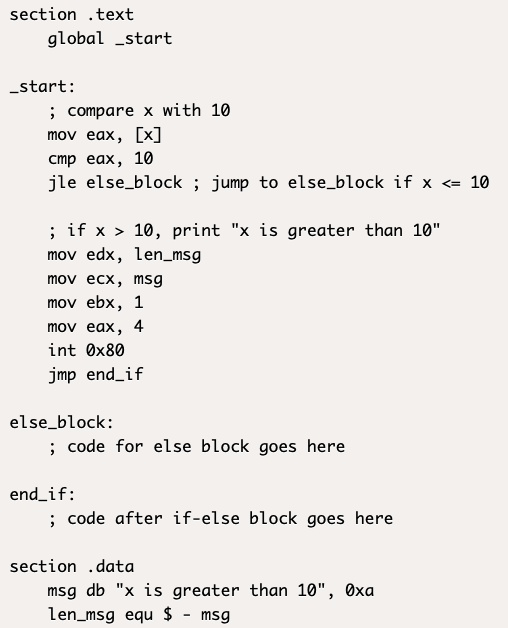 section .text
    global _start

_start:
    ; compare x with 10
    mov eax, [x]
    cmp eax, 10
    jle else_block ; jump to else_block if x <= 10

    ; if x > 10, print "x is greater than 10"
    mov edx, len_msg
    mov ecx, msg
    mov ebx, 1
    mov eax, 4
    int 0x80
    jmp end_if

else_block:
    ; code for else block goes here

end_if:
    ; code after if-else block goes here

section .data
    msg db "x is greater than 10", 0xa
    len_msg equ $ - msg